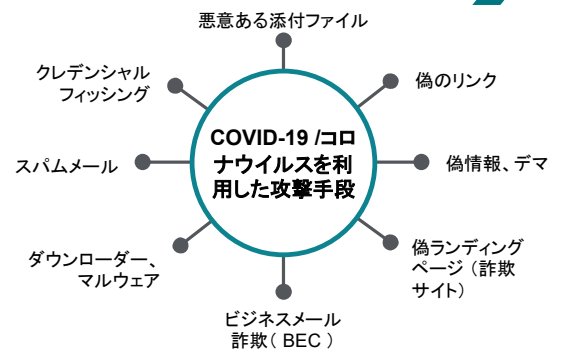 悪意ある添付ファイル
クレデンシャル
フィッシング
偽のリンク
COVID-19 /コロ
ナウイルスを利
用した攻撃手段
スパムメール
偽情報、デマ
ダウンローダー、
マルウェア
偽ランディング
ページ（詐欺
サイト）
ビジネスメール
詐欺（ BEC ）